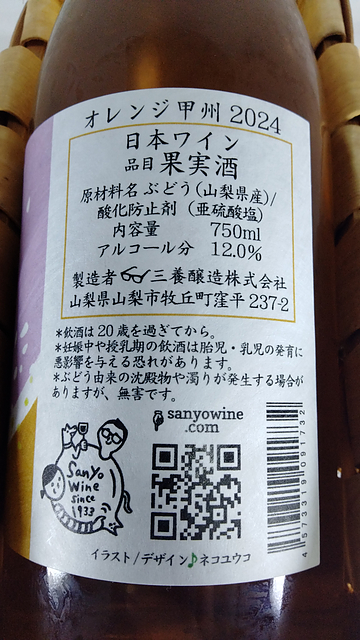 オレンジ甲州 2024
日本ワイン
品目 果実酒
原材料名 ぶどう(山梨県産)/
酸化防止剤(亜硫酸塩)
内容量 750ml
アルコール分 12.0%
製造者 三養醸造株式会社
山梨県山梨市牧丘町窪平 237-2
*飲酒は20歳を過ぎてから。
*妊娠中や授乳期の飲酒は胎児・乳児の発育に
悪影響を与える恐れがあります。
*ぶどう由来の沈殿物や濁りが発生する場合が
ありますが、無害です。
sanyowine
.com
Sanyo
Wine
Since
1933
4573319091732
イラスト/デザイン♪ネコユウコ